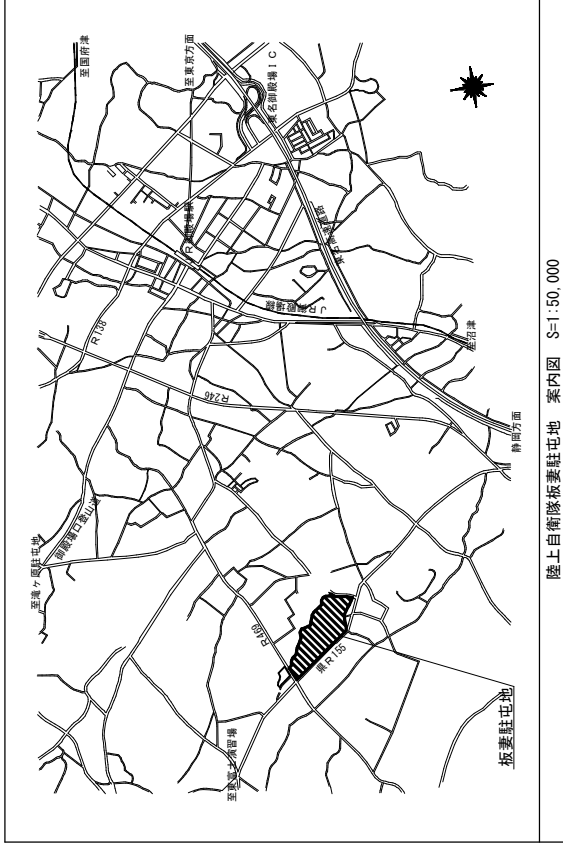 至国府津
至東京方面
東名御殿場IC
JR御殿場駅
R138
東名高速道路
JR御殿場線
至沼津
R246
静岡方面
御殿場口登山道
至滝ヶ原駐屯地
R469
県R155
至東富士演習場
板妻駐屯地
陸上自衛隊板妻駐屯地　案内図　S=1:50,000